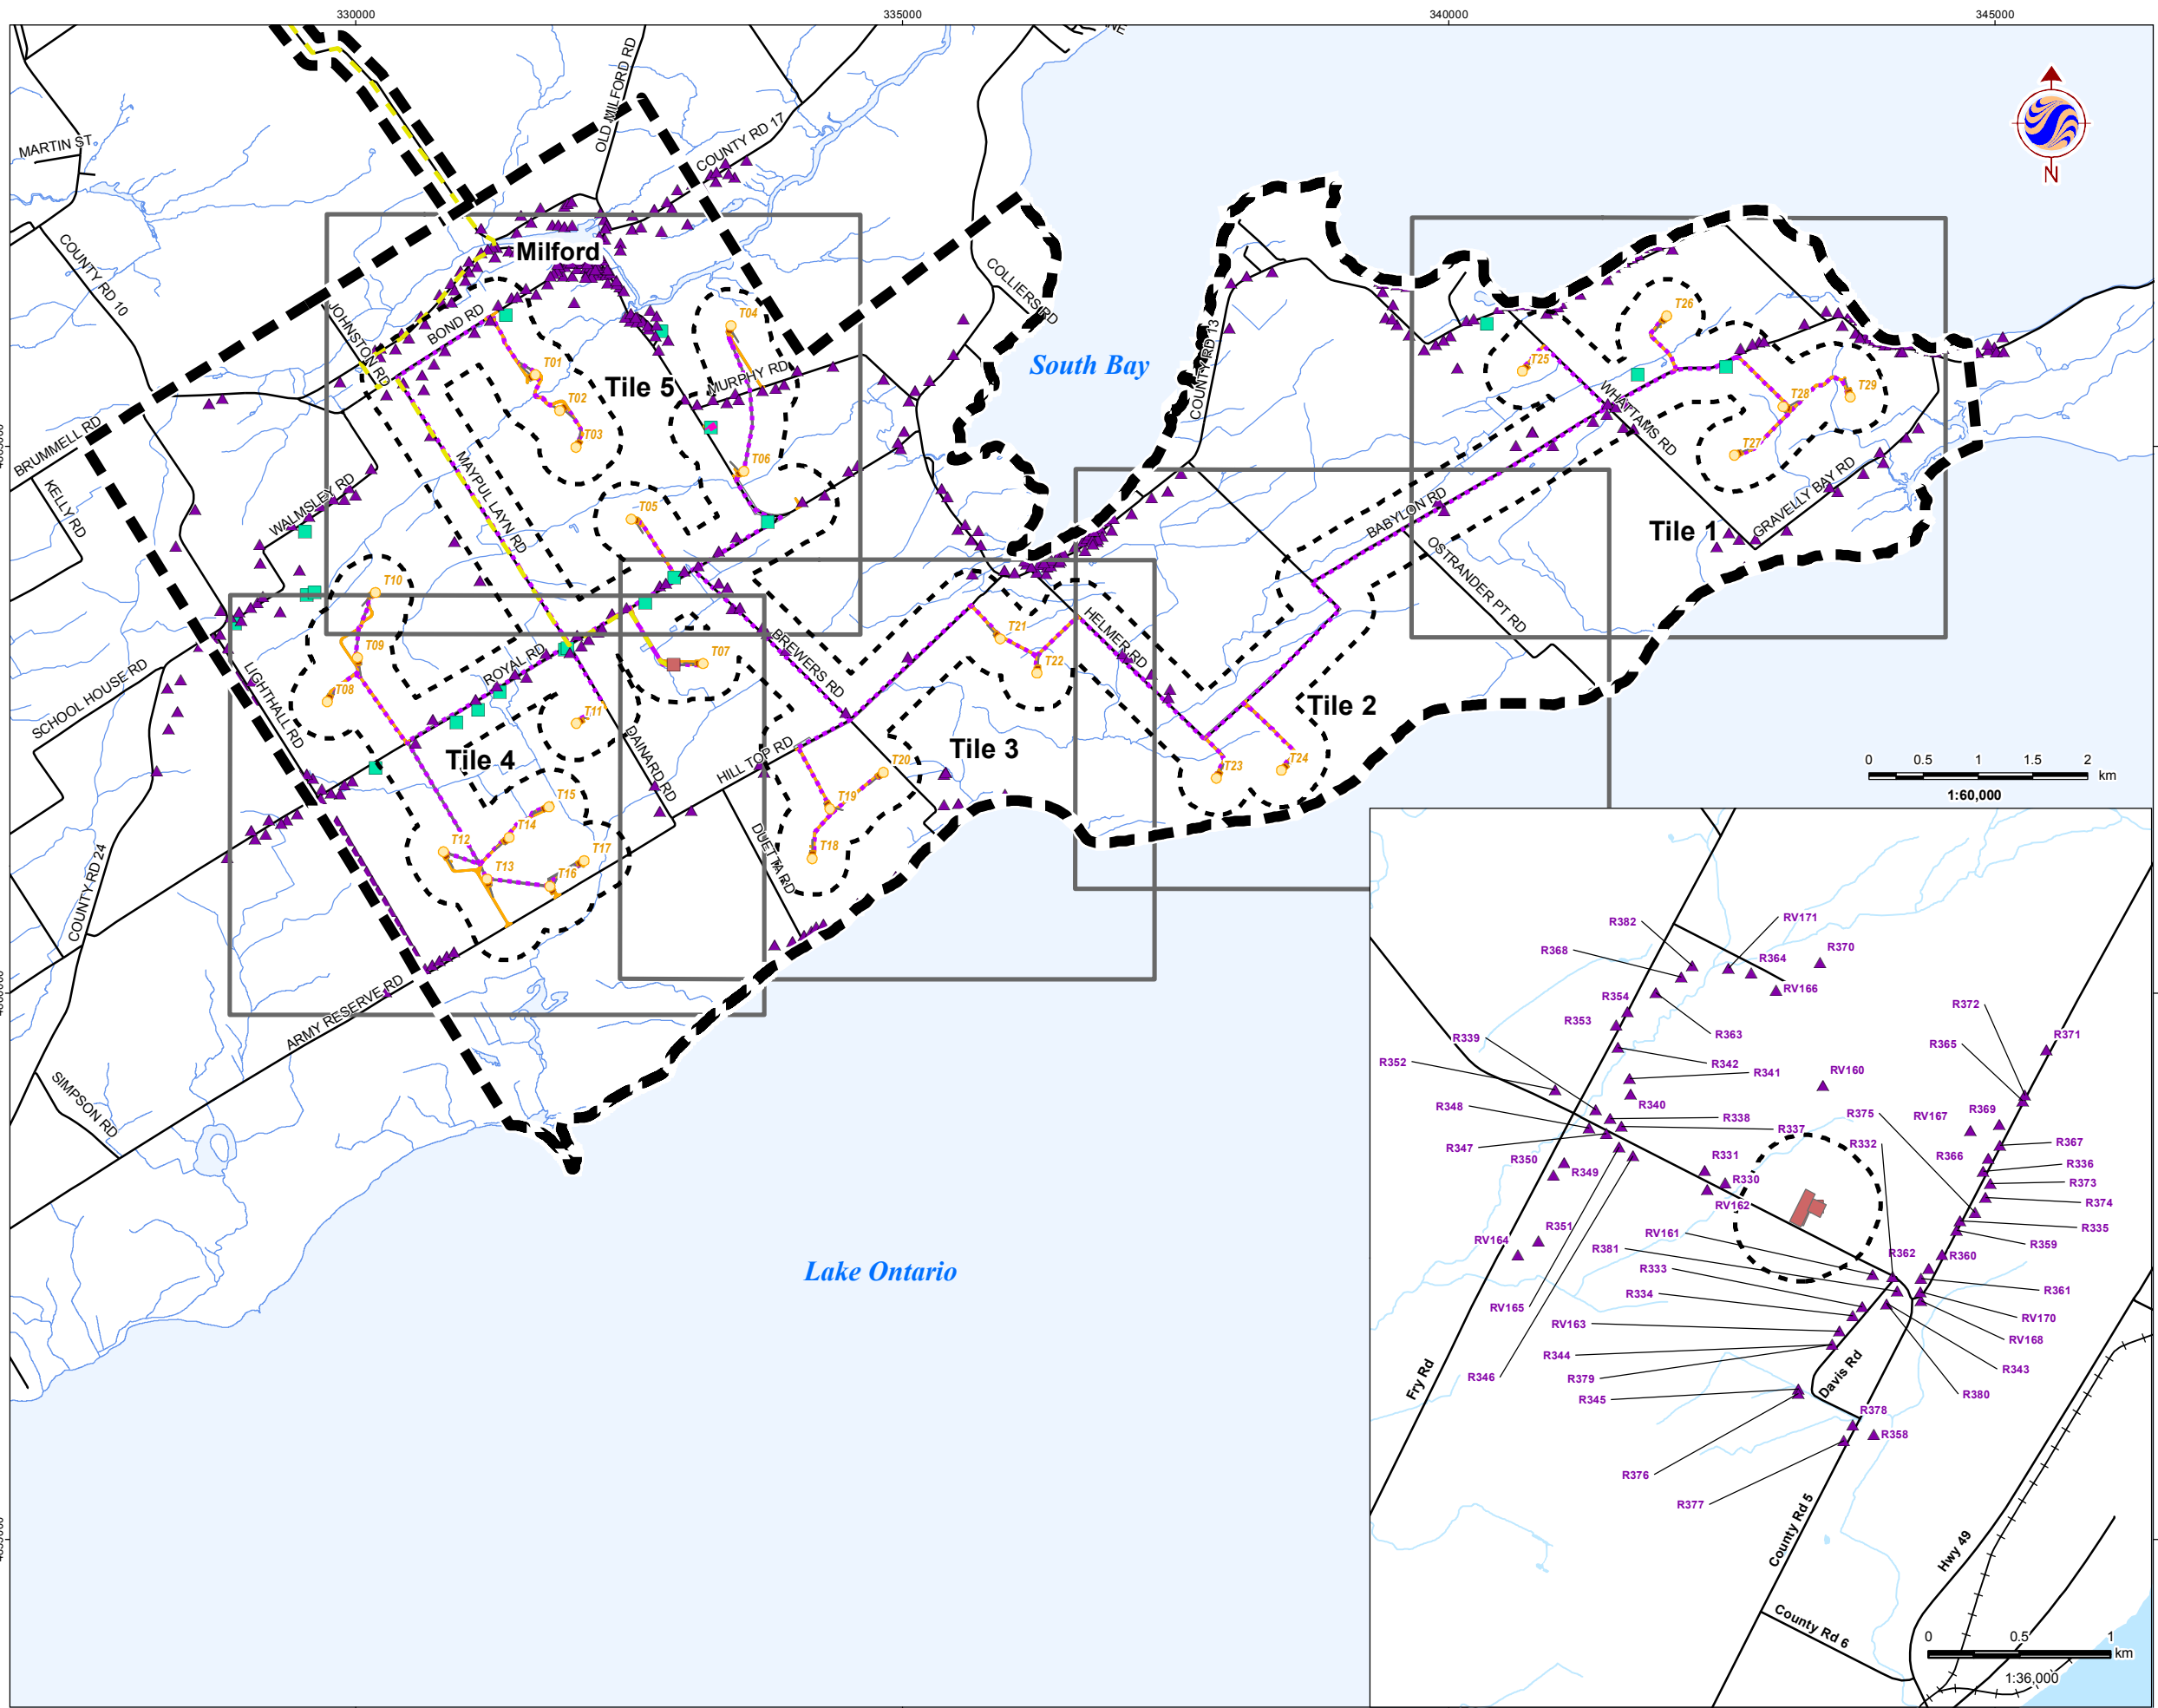 330000
335000
340000
345000
NE
MARTIN ST
OLD MILFORD RD
COUNTY RD 17
N
COUNTY RD 10
Milford
COLLIERS RD
JOHNSTON RD
BOND RD
T04
T26
COUNTY RD 13
South Bay
T01
T25
Tile 5
MURPHY RD
T29
T02
WHATTAMS RD
T28
BRUMMELL RD
T03
T27
MAYPUL LAYN RD
T06
KELLY RD
WALMSLEY RD
BABYLON RD
GRAVELLY BAY RD
T05
Tile 1
OSTRANDER PT RD
T10
HELMER RD
T21
BREWERS RD
T09
ROYAL RD
T07
T22
SCHOOL HOUSE RD
LIGHTHALL RD
T08
T11
Tile 2
DAINARD RD
Tile 3
Tile 4
HILL TOP RD
T20
T23
T24
0 0.5 1 1.5 2
km
1:60,000
T15
T19
T14
T12
DUETTA RD
T18
T17
T13
T16
COUNTY RD 24
ARMY RESERVE RD
SIMPSON RD
Lake Ontario
R382
RV171
R368
R370
R364
RV166
R354
R372
R353
R363
R339
R371
R365
R352
R342
R341
RV160
R348
R340
R375
RV167
R369
R338
R337
R332
R347
R367
R350
R331
R366
R336
R349
R330
R373
RV162
R374
R351
RV161
R335
RV164
R381
R362
R359
R360
R333
R361
R334
RV165
RV170
RV163
RV168
R344
R343
R346
R379
Davis Rd
Fry Rd
R345
R380
R378
R358
R376
R377
County Rd 5
Hwy 49
County Rd 6
0 0.5 1
km
1:36,000